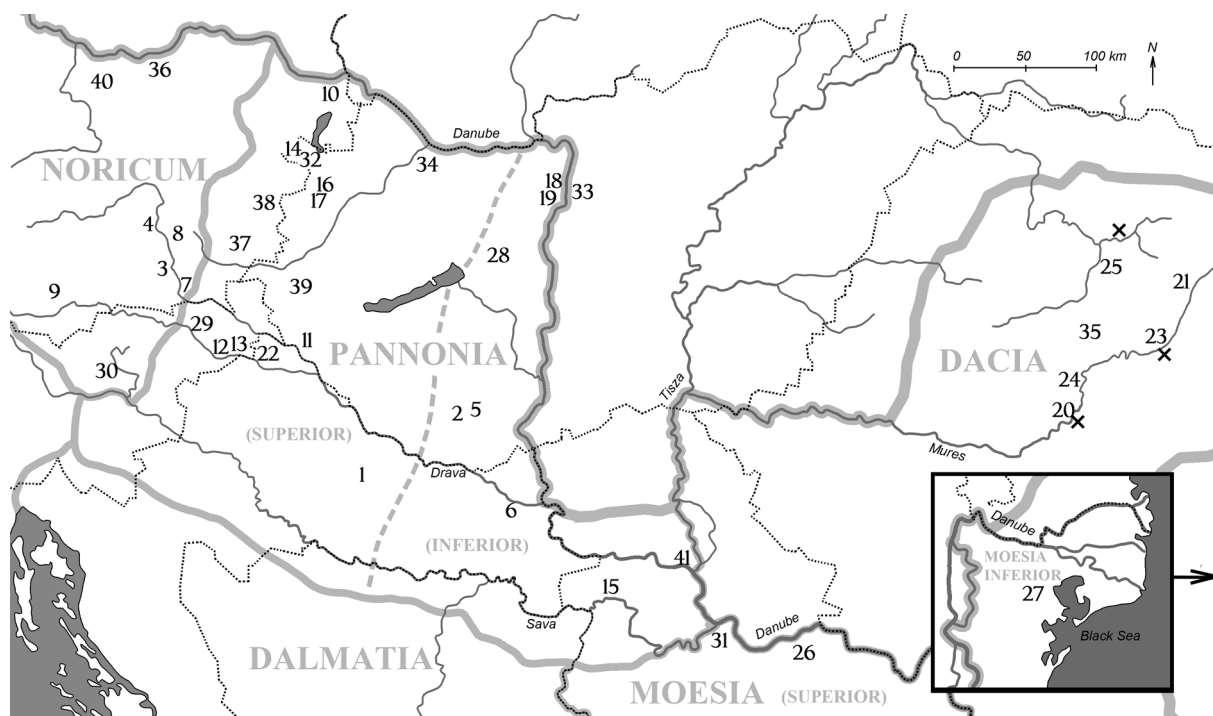 0 50 100 km
N
36
40
10
Danube
14
32
NORICUM
34
16
17
18
19
33
38
4
8
37
28
3
7
39
25
21
9
29
11
12
13
22
PANNONIA
35
23
DACIA
30
24
Tisza
2
5
20
(SUPERIOR)
Mures
Drava
1
6
(INFERIOR)
Danube
MOESIA
INFERIOR
27
41
15
Sava
31
Danube
26
Black Sea
DALMATIA
MOESIA (SUPERIOR)